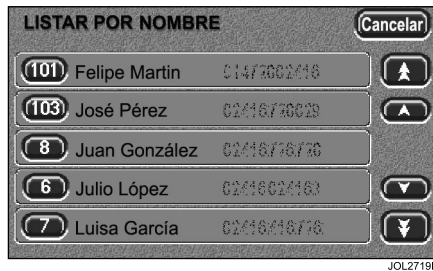 LISTAR POR NOMBRE Cancelar
101 Felipe Martin
103 José Pérez
8 Juan González
6 Julio López
7 Luisa García
JOL2719I